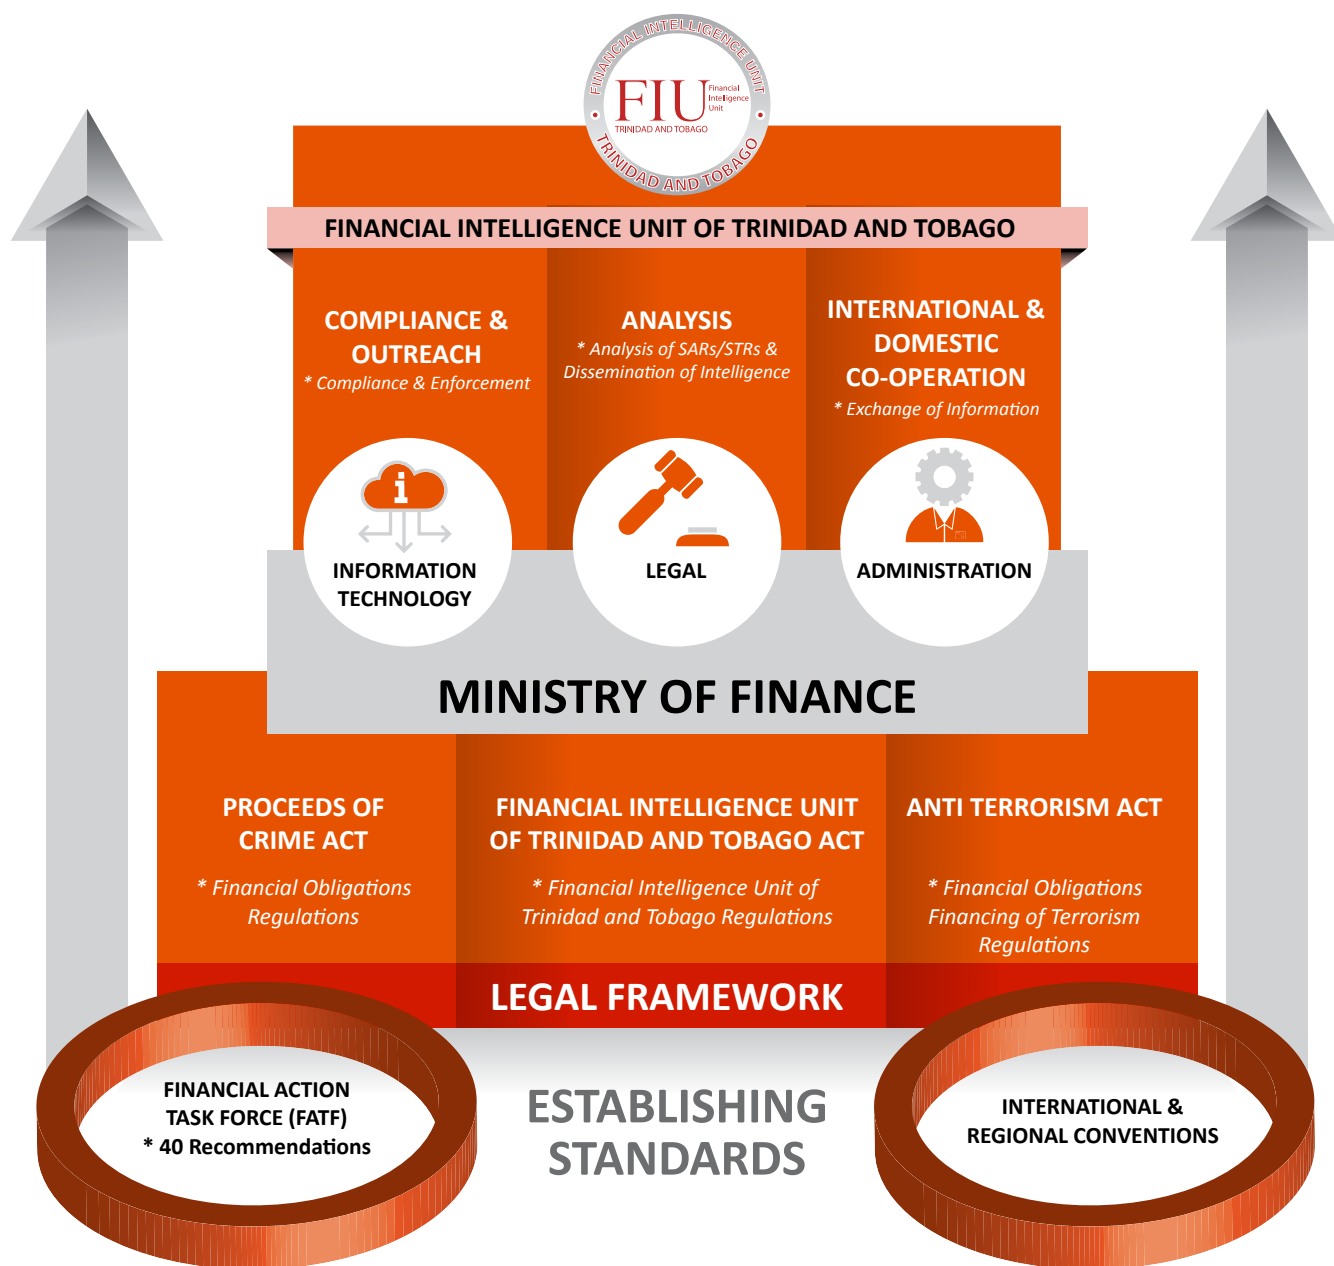 FINANCIAL INTELLIGENCE UNIT
FIU
Financial
Intelligence
Unit
TRINIDAD AND TOBAGO
TRINIDAD AND TOBAGO
FINANCIAL INTELLIGENCE UNIT OF TRINIDAD AND TOBAGO
COMPLIANCE &
OUTREACH
* Compliance & Enforcement
ANALYSIS
* Analysis of SARs/STRs &
Dissemination of Intelligence
INTERNATIONAL &
DOMESTIC
CO-OPERATION
* Exchange of Information
i
INFORMATION
TECHNOLOGY
LEGAL
ADMINISTRATION
MINISTRY OF FINANCE
PROCEEDS OF
CRIME ACT
* Financial Obligations
Regulations
FINANCIAL INTELLIGENCE UNIT
OF TRINIDAD AND TOBAGO ACT
* Financial Intelligence Unit of
Trinidad and Tobago Regulations
ANTI TERRORISM ACT
* Financial Obligations
Financing of Terrorism
Regulations
LEGAL FRAMEWORK
FINANCIAL ACTION
TASK FORCE (FATF)
* 40 Recommendations
ESTABLISHING
STANDARDS
INTERNATIONAL &
REGIONAL CONVENTIONS